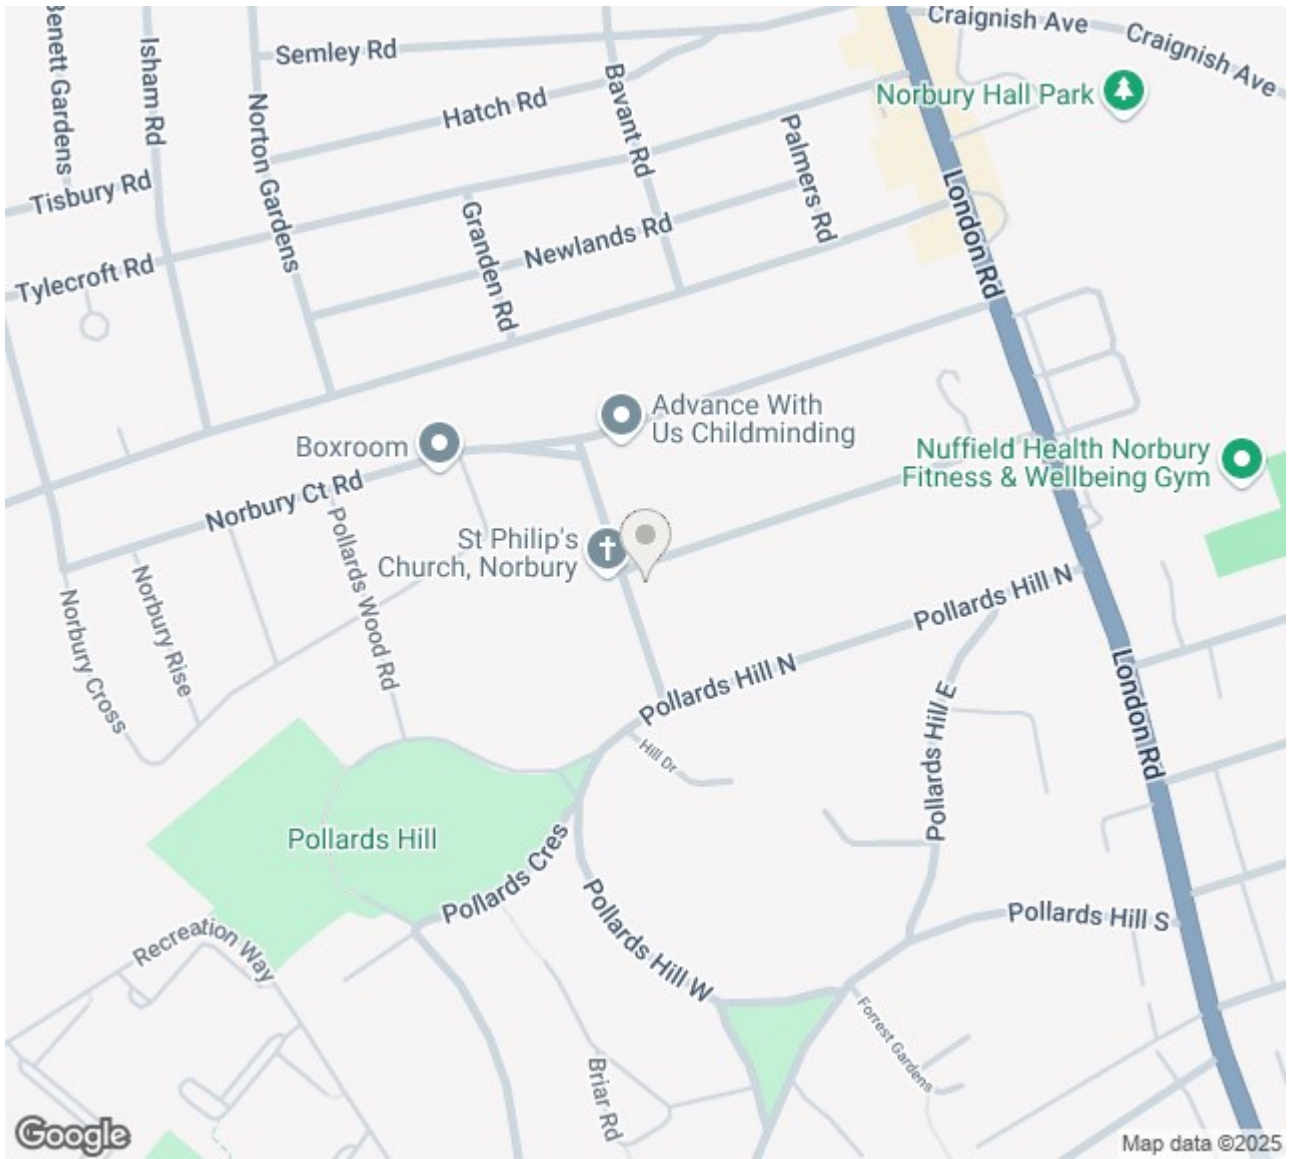 Benett Gardens
Isham Rd
Semley Rd
Bavant Rd
Craignish Ave
Craignish Ave
Norbury Hall Park
Hatch Rd
Norton Gardens
Palmers Rd
Tisbury Rd
London Rd
Granden Rd
Newlands Rd
Tylecroft Rd
Advance With
Us Childminding
Boxroom
Nuffield Health Norbury
Fitness & Wellbeing Gym
Norbury Ct Rd
Pollards Wood Rd
St Philip's
Church, Norbury
Norbury Rise
Norbury Cross
Pollards Hill N
Pollards Hill N
London Rd
Pollards Hill E
Hill Dr
Pollards Hill
Pollards Cres
Pollards Hill W
Pollards Hill S
Recreation Way
Forrest Gardens
Briar Rd
Google
Map data ©2025